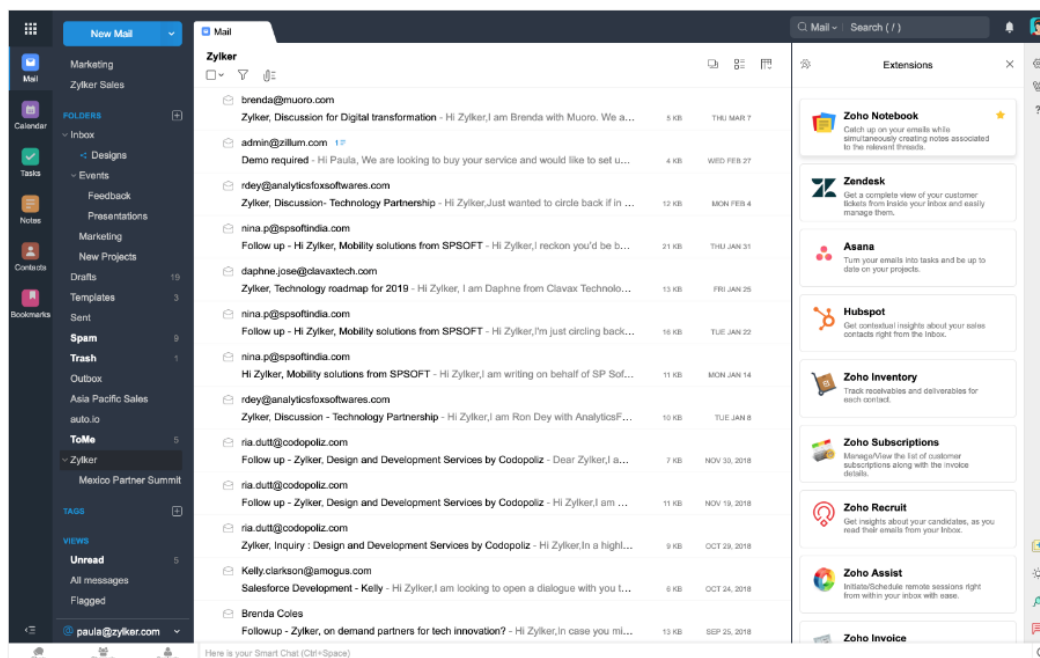 New Mail
Mail
Mail
Search ( / )
Mail
Calendar
Tasks
Notes
Contacts
Bookmarks
Marketing
Zylker Sales
FOLDERS
Inbox
Designs
Events
Feedback
Presentations
Marketing
New Projects
Drafts 19
Templates 3
Sent
Spam 9
Trash 1
Outbox
Asia Pacific Sales
auto.io
ToMe 5
Zylker
Mexico Partner Summit
TAGS
VIEWS
Unread 5
All messages
Flagged
paula@zylker.com
Zylker
brenda@muoro.com
Zylker, Discussion for Digital transformation - Hi Zylker,I am Brenda with Muoro. We a... 5 KB THU MAR 7
admin@zillum.com
Demo required - Hi Paula, We are looking to buy your service and would like to set u... 4 KB WED FEB 27
rdey@analyticsfoxsoftwares.com
Zylker, Discussion- Technology Partnership - Hi Zylker,Just wanted to circle back if in ... 12 KB MON FEB 4
nina.p@spsoftindia.com
Follow up - Hi Zylker, Mobility solutions from SPSOFT - Hi Zylker,I reckon you'd be b... 21 KB THU JAN 31
daphne.jose@clavaxtech.com
Zylker, Technology roadmap for 2019 - Hi Zylker, I am Daphne from Clavax Technolo... 13 KB FRI JAN 25
nina.p@spsoftindia.com
Follow up - Hi Zylker, Mobility solutions from SPSOFT - Hi Zylker,I'm just circling back... 16 KB TUE JAN 22
nina.p@spsoftindia.com
Hi Zylker, Mobility solutions from SPSOFT - Hi Zylker,I am writing on behalf of SP Sof... 11 KB MON JAN 14
rdey@analyticsfoxsoftwares.com
Zylker, Discussion - Technology Partnership - Hi Zylker,I am Ron Dey with AnalyticsF... 10 KB TUE JAN 8
ria.dutt@codopoliz.com
Follow up - Zylker, Design and Development Services by Codopoliz - Dear Zylker,I a... 7 KB NOV 30, 2018
ria.dutt@codopoliz.com
Follow up - Zylker, Design and Development Services by Codopoliz - Hi Zylker,I am ... 11 KB NOV 19, 2018
ria.dutt@codopoliz.com
Zylker, Inquiry : Design and Development Services by Codopoliz - Hi Zylker,In a highl... 9 KB OCT 29, 2018
Kelly.clarkson@amogus.com
Salesforce Development - Kelly - Hi Zylker,I am looking to open a dialogue with you t... 6 KB OCT 24, 2018
Brenda Coles
Followup - Zylker, on demand partners for tech innovation? - Hi Zylker,in case you mi... 13 KB SEP 25, 2018
Here is your Smart Chat (Ctrl+Space)
Extensions
Zoho Notebook
Catch up on your emails while
simultaneously creating notes associated
to the relevant threads.
Zendesk
Get a complete view of your customer
tickets from inside your inbox and easily
manage them.
Asana
Turn your emails into tasks and be up to
date on your projects.
Hubspot
Get contextual insights about your sales
contacts right from the Inbox.
Zoho Inventory
Track receivables and deliverables for
each contact.
Zoho Subscriptions
Manage/View the list of customer
subscriptions along with the invoice
details.
Zoho Recruit
Get insights about your candidates, as you
read their emails from your Inbox.
Zoho Assist
Initiate/Schedule remote sessions right
from within your inbox with ease.
Zoho Invoice